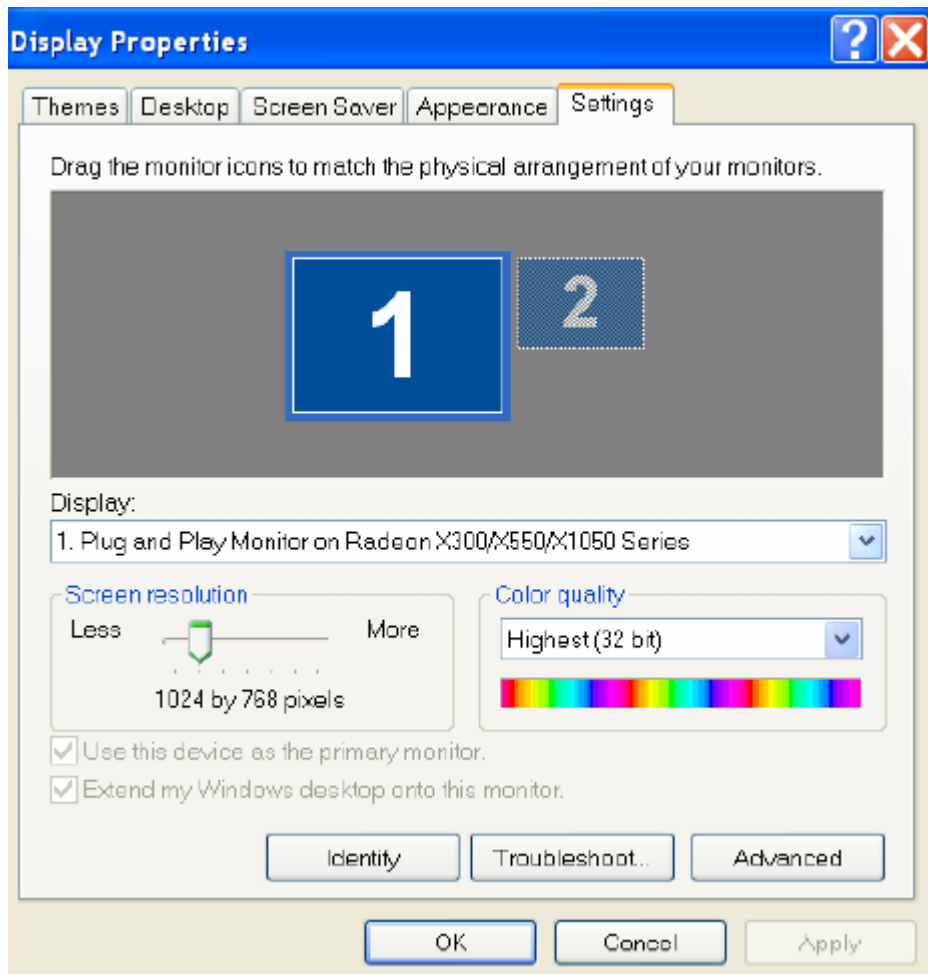 Display Properties
Themes Desktop Screen Saver Appearance Settings
Drag the monitor icons to match the physical arrangement of your monitors.
1 2
Display:
1. Plug and Play Monitor on Radeon X300/X550/X1050 Series
Screen resolution Color quality
Less More Highest (32 bit)
1024 by 768 pixels
Use this device as the primary monitor.
Extend my Windows desktop onto this monitor.
Identify Troubleshoot... Advanced
OK Cancel Apply